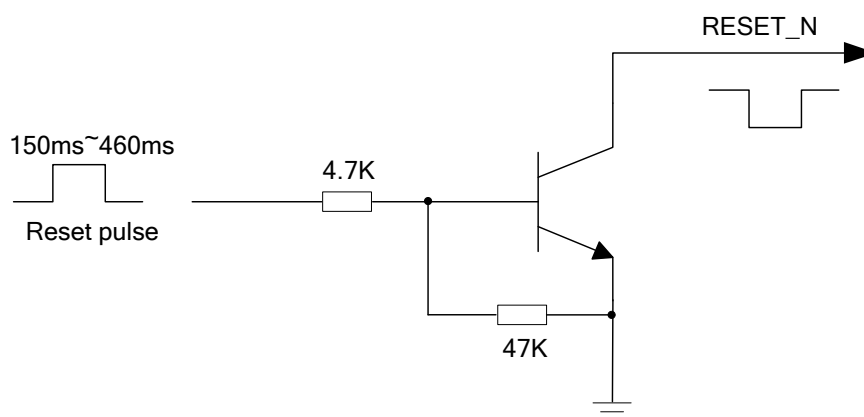 RESET_N
150ms~460ms
4.7K
Reset pulse
47K